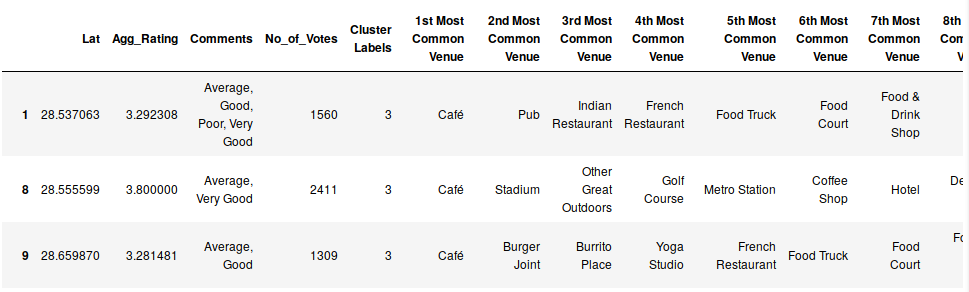 Lat Agg_Rating Comments No_of_Votes Cluster Labels 1st Most Common Venue 2nd Most Common Venue 3rd Most Common Venue 4th Most Common Venue 5th Most Common Venue 6th Most Common Venue 7th Most Common Venue 8th
1 28.537063 3.292308 Average, Good, Poor, Very Good 1560 3 Café Pub Indian Restaurant French Restaurant Food Truck Food Court Food & Drink Shop
8 28.555599 3.800000 Average, Very Good 2411 3 Café Stadium Other Great Outdoors Golf Course Metro Station Coffee Shop Hotel
9 28.659870 3.281481 Average, Good 1309 3 Café Burger Joint Burrito Place Yoga Studio French Restaurant Food Truck Food Court